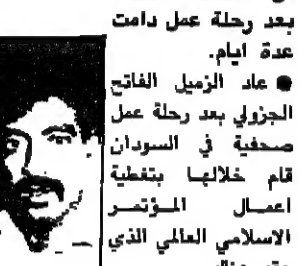 بعد رحلة عمل دامت
عدة ايام.
● عاد الزميل الفاتح
الجزولي بعد رحلة عمل
صحفية في السودان
قام خلالها بتغطية
اعمال المؤتمر
الاسلامي العالمي الذي